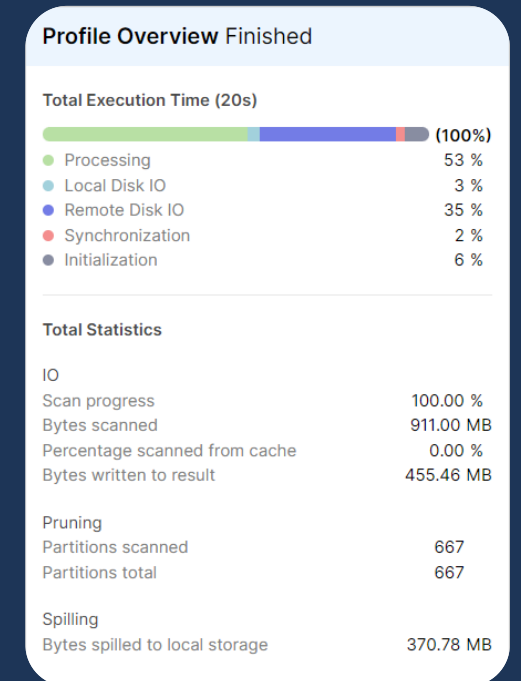 Profile Overview Finished
Total Execution Time (20s)
(100%)
Processing 53 %
Local Disk IO 3 %
Remote Disk IO 35 %
Synchronization 2 %
Initialization 6 %
Total Statistics
IO
Scan progress 100.00 %
Bytes scanned 911.00 MB
Percentage scanned from cache 0.00 %
Bytes written to result 455.46 MB
Pruning
Partitions scanned 667
Partitions total 667
Spilling
Bytes spilled to local storage 370.78 MB